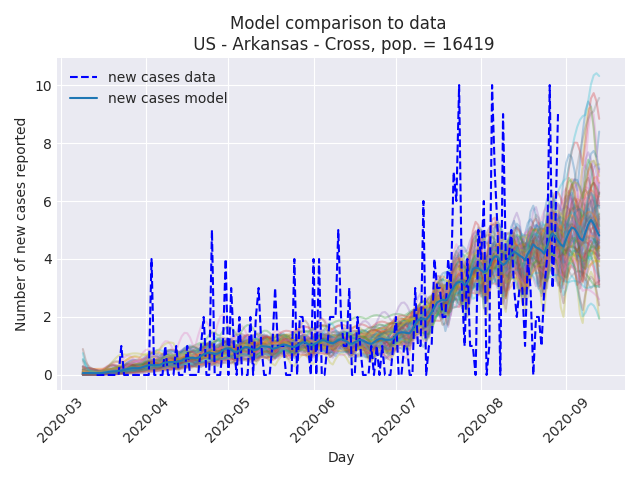 Model comparison to data
US - Arkansas - Cross, pop. = 16419
new cases data
new cases model
Number of new cases reported
10
8
6
4
2
0
2020-03
2020-04
2020-05
2020-06
2020-07
2020-08
2020-09
Day